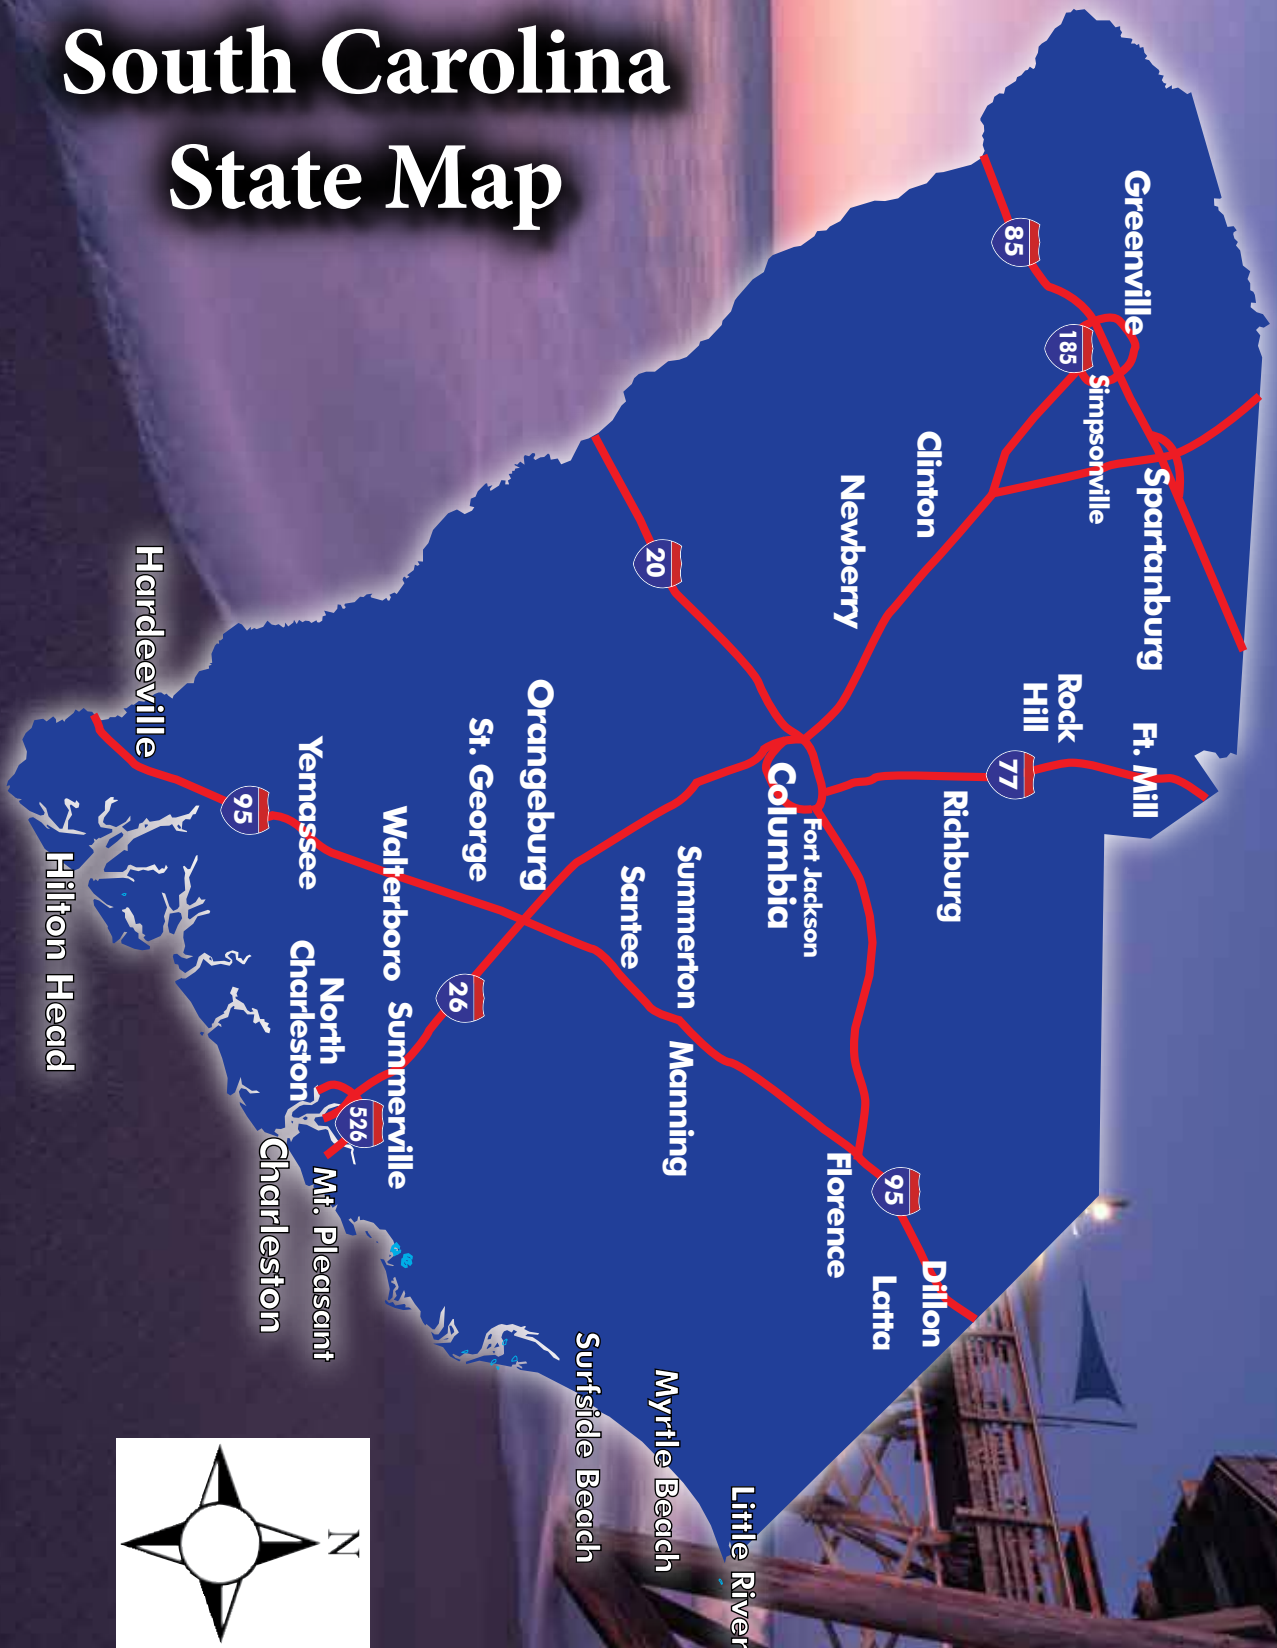 South Carolina
State Map
Greenville
85
185
Simpsonville
Spartanburg
Clinton
Newberry
20
Rock
Hill
Ft. Mill
77
Richburg
Columbia
Fort Jackson
Orangeburg
St. George
Summerton
Santee
Hardeeville
Yemassee
95
Walterboro
Hilton Head
North
Charleston
Summerville
26
526
Manning
Charleston
Mt. Pleasant
Florence
95
Dillon
Latta
Surfside Beach
Myrtle Beach
Little River
N